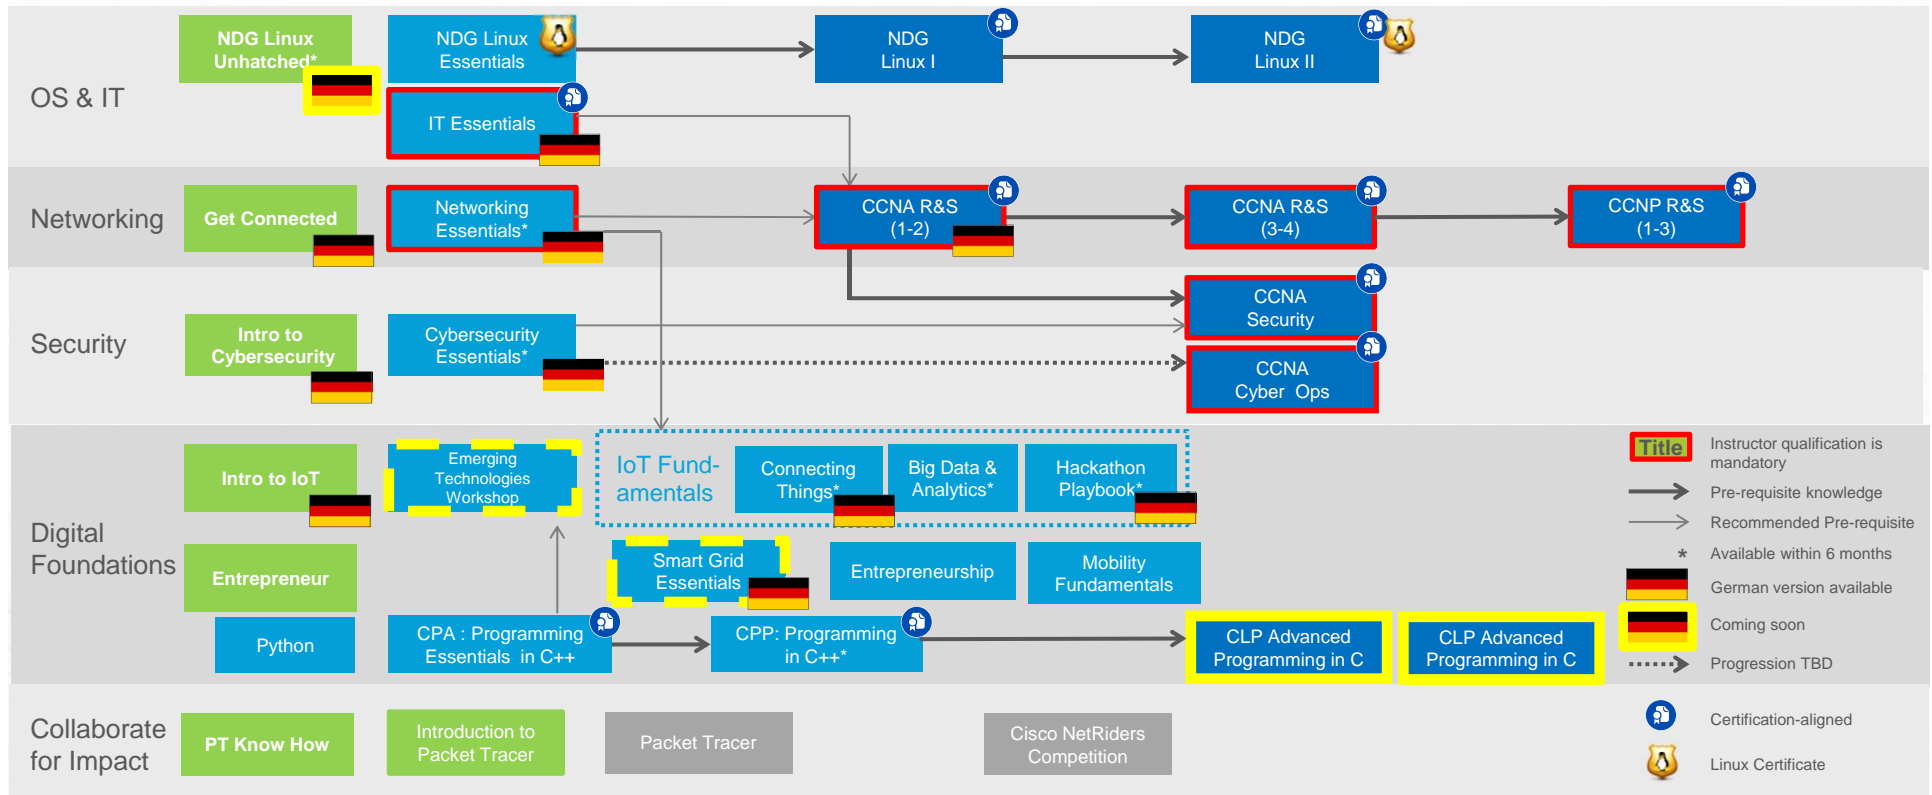 OS & IT
NDG Linux
Unhatched*
NDG Linux
Essentials
NDG
Linux I
NDG
Linux II
IT Essentials
Networking
Get Connected
Networking
Essentials*
CCNA R&S
(1-2)
CCNA R&S
(3-4)
CCNP R&S
(1-3)
Security
Intro to
Cybersecurity
Cybersecurity
Essentials*
CCNA
Security
CCNA
Cyber Ops
Digital
Foundations
Intro to IoT
Emerging
Technologies
Workshop
IoT Fund-
amentals
Connecting
Things*
Big Data &
Analytics*
Hackathon
Playbook*
Entrepreneur
Smart Grid
Essentials
Entrepreneurship
Mobility
Fundamentals
Python
CPA : Programming
Essentials in C++
CPP: Programming
in C++*
CLP Advanced
Programming in C
CLP Advanced
Programming in C
Title
Instructor qualification is
mandatory
Pre-requisite knowledge
Recommended Pre-requisite
* Available within 6 months
German version available
Coming soon
Progression TBD
Certification-aligned
Linux Certificate
Collaborate
for Impact
PT Know How
Introduction to
Packet Tracer
Packet Tracer
Cisco NetRiders
Competition